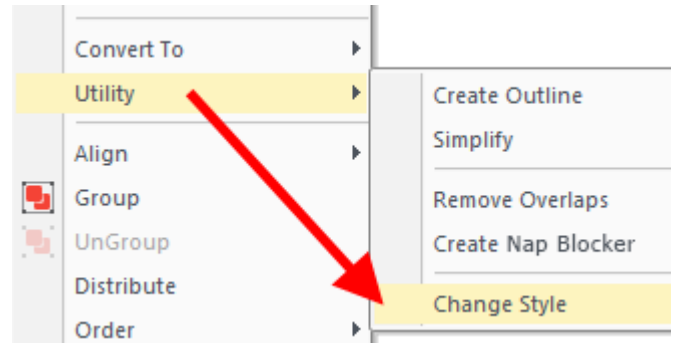 Convert To
Utility
Align
Group
UnGroup
Distribute
Order
Create Outline
Simplify
Remove Overlaps
Create Nap Blocker
Change Style